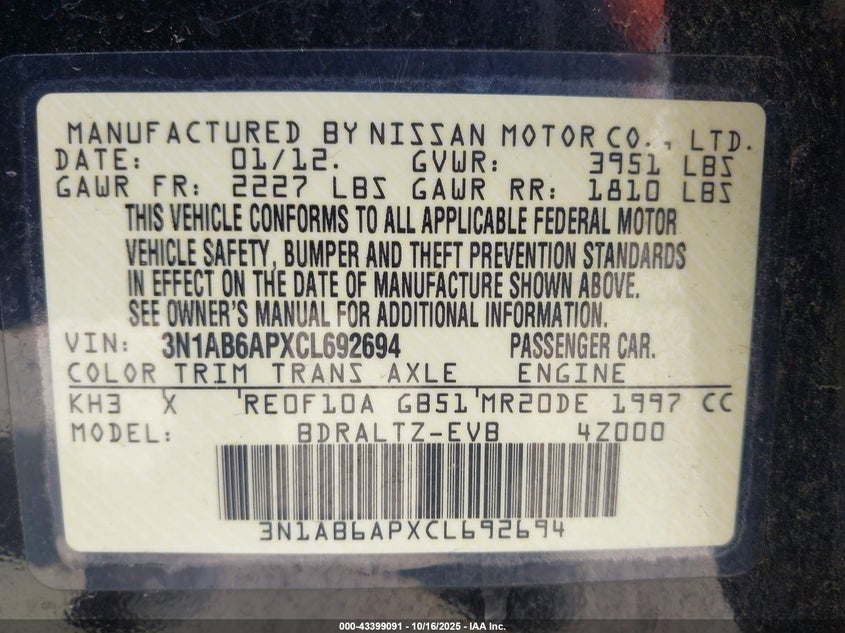 MANUFACTURED BY NISSAN MOTOR CO., LTD.
DATE: 01/12. GVWR: 3951 LBS
GAWR FR: 2227 LBS GAWR RR: 1810 LBS
THIS VEHICLE CONFORMS TO ALL APPLICABLE FEDERAL MOTOR
VEHICLE SAFETY, BUMPER AND THEFT PREVENTION STANDARDS
IN EFFECT ON THE DATE OF MANUFACTURE SHOWN ABOVE.
SEE OWNER'S MANUAL FOR ADDITIONAL INFORMATION.
VIN: 3N1AB6APXCL692694 PASSENGER CAR.
COLOR TRIM TRANS AXLE ENGINE
KH3 X 'RE0F10A GB51'MR20DE 1997 CC
MODEL: BDRALTZ-EVB 4Z000
3N1AB6APXCL692694
000-43399091 - 10/16/2025 - IAA Inc.